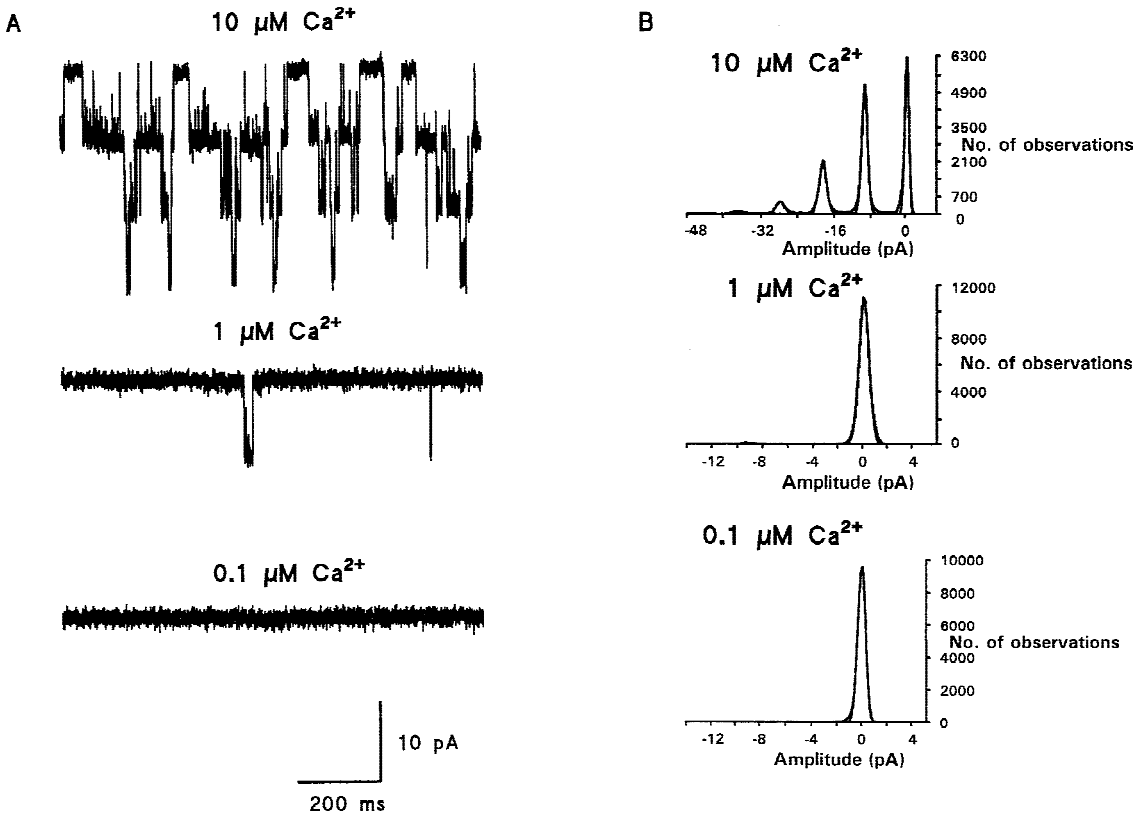 A
10 µM Ca²⁺
1 µM Ca²⁺
0.1 µM Ca²⁺
10 pA
200 ms
B
10 µM Ca²⁺
6300
4900
3500
No. of observations
2100
700
0
-48 -32 -16 0
Amplitude (pA)
1 µM Ca²⁺
12000
8000
No. of observations
4000
0
-12 -8 -4 0 4
Amplitude (pA)
0.1 µM Ca²⁺
10000
8000
6000
No. of observations
4000
2000
0
-12 -8 -4 0 4
Amplitude (pA)